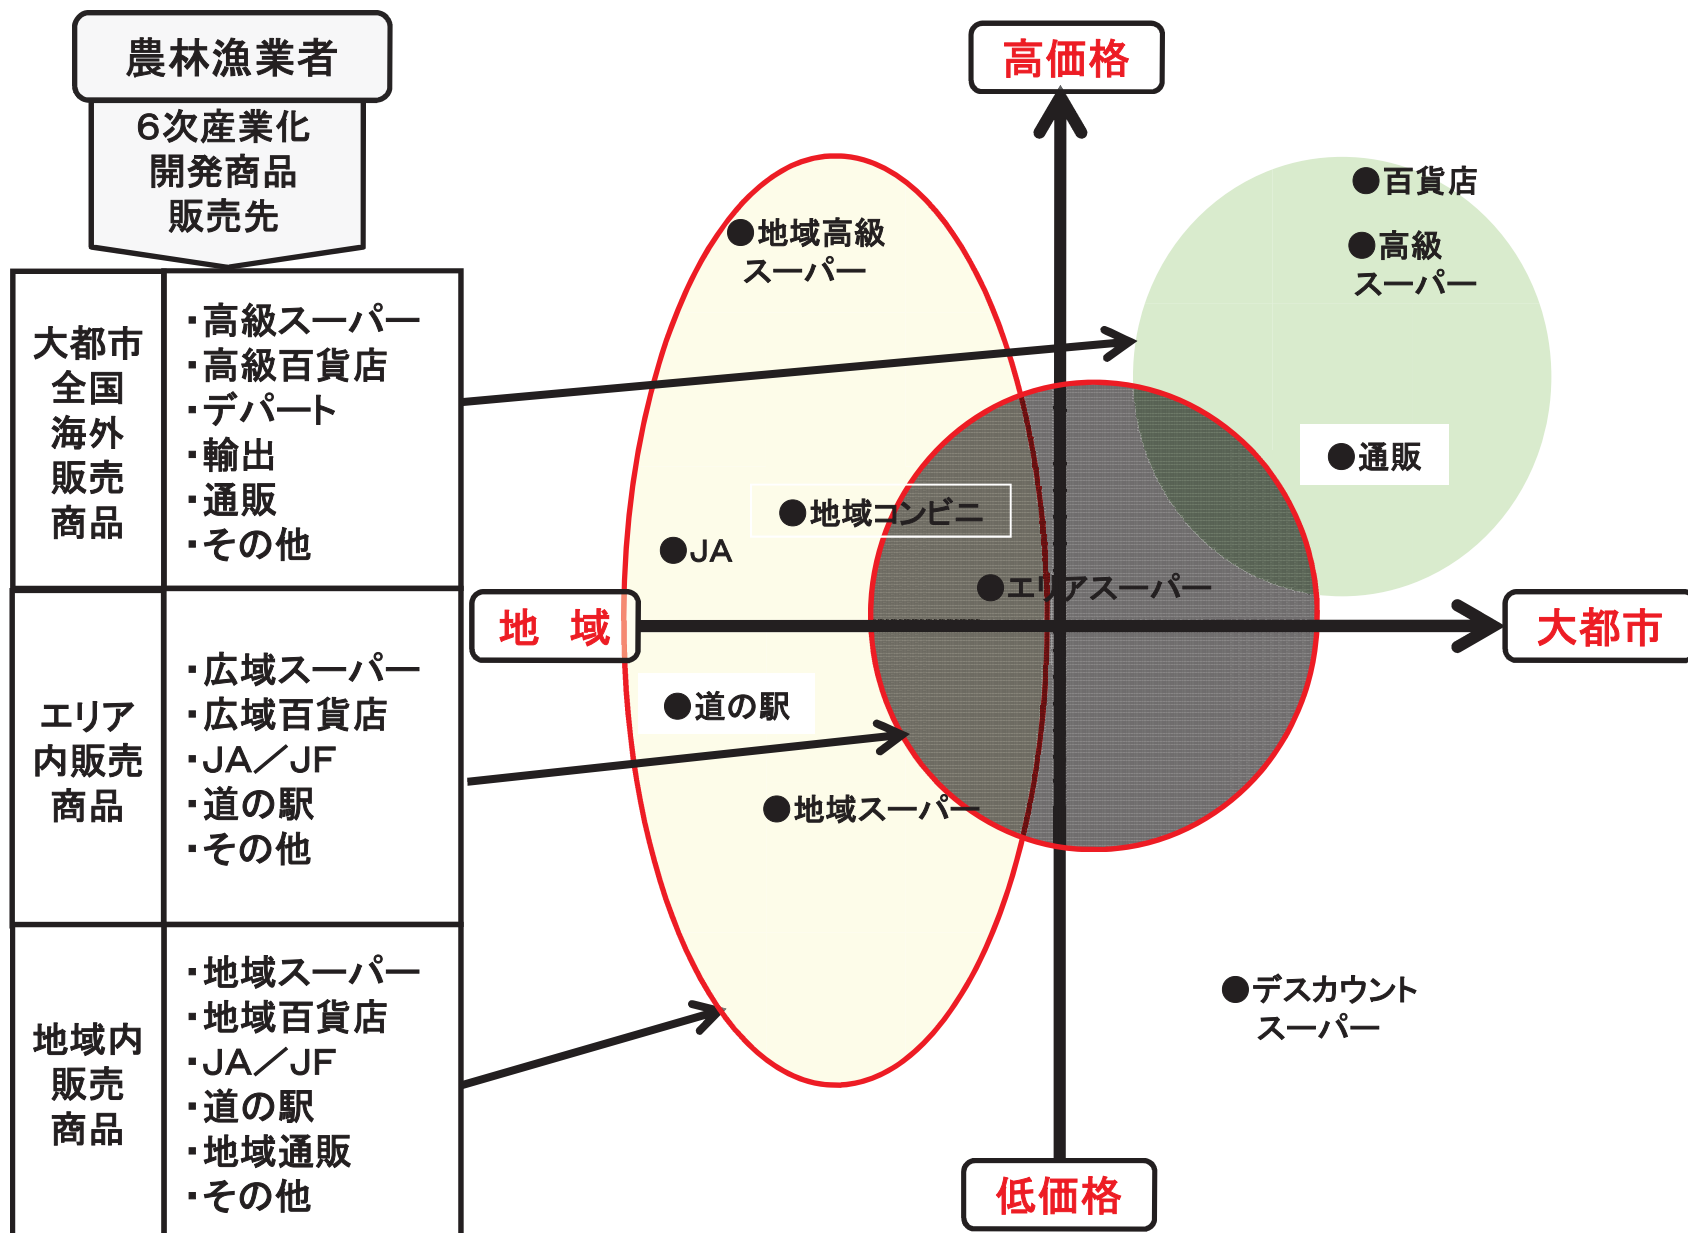 農林漁業者
６次産業化
開発商品
販売先
大都市
全国
海外
販売
商品
・高級スーパー
・高級百貨店
・デパート
・輸出
・通販
・その他
エリア
内販売
商品
・広域スーパー
・広域百貨店
・ＪＡ／ＪＦ
・道の駅
・その他
地域内
販売
商品
・地域スーパー
・地域百貨店
・ＪＡ／ＪＦ
・道の駅
・地域通販
・その他
高価格
●百貨店
●高級
スーパー
●地域高級
スーパー
●通販
●地域コンビニ
●ＪＡ
●エリアスーパー
地　域
大都市
●道の駅
●地域スーパー
●デスカウント
スーパー
低価格